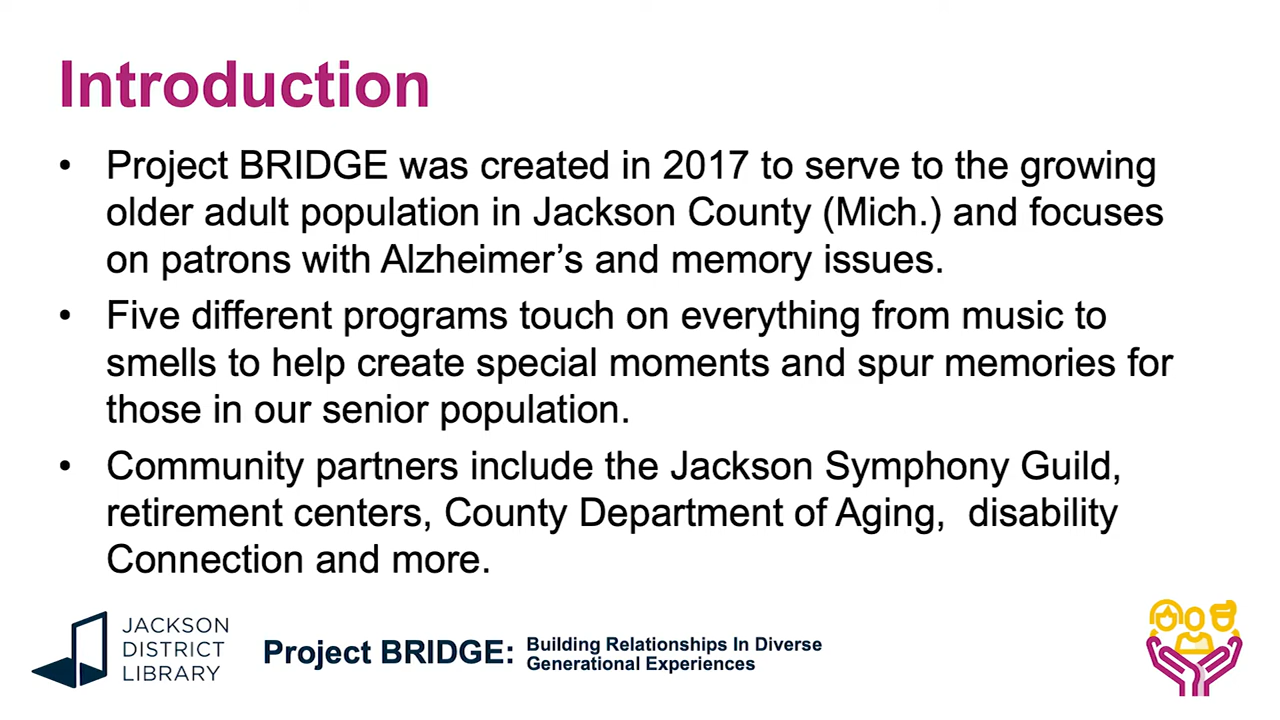 Introduction
• Project BRIDGE was created in 2017 to serve to the growing
older adult population in Jackson County (Mich.) and focuses
on patrons with Alzheimer’s and memory issues.
• Five different programs touch on everything from music to
smells to help create special moments and spur memories for
those in our senior population.
• Community partners include the Jackson Symphony Guild,
retirement centers, County Department of Aging,  disability
Connection and more.
JACKSON
DISTRICT
LIBRARY
Project BRIDGE:
Building Relationships In Diverse
Generational Experiences